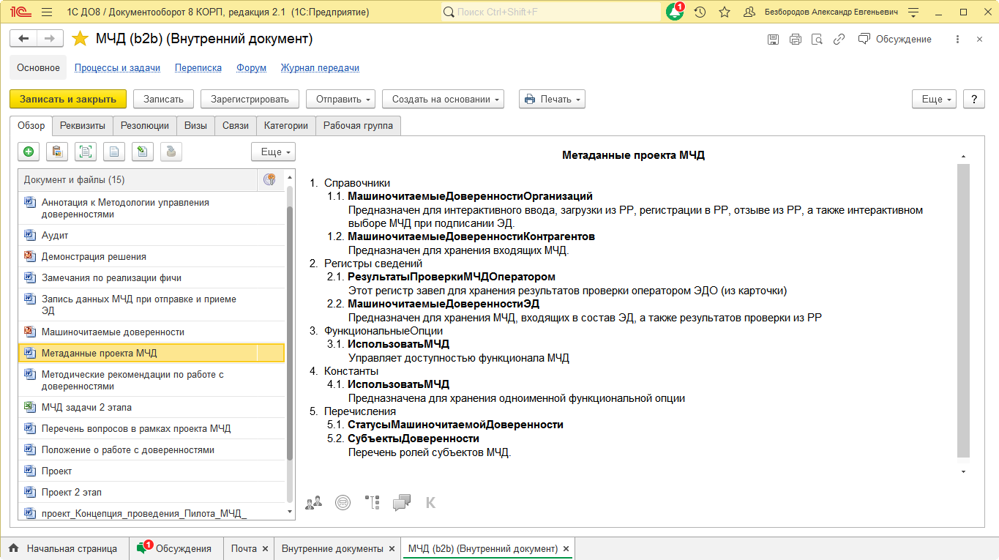 1С ДО8 / Документооборот 8 КОРП, редакция 2.1 (1С:Предприятие)
Поиск Ctrl+Shift+F
1
Безбородов Александр Евгеньевич
МЧД (b2b) (Внутренний документ)
Обсуждение
Основное
Процессы и задачи
Переписка
Форум
Журнал передачи
Записать и закрыть
Записать
Зарегистрировать
Отправить
Создать на основании
Печать
Еще
?
Обзор
Реквизиты
Резолюции
Визы
Связи
Категории
Рабочая группа
Еще
Документ и файлы (15)
Аннотация к Методологии управления
доверенностями
Аудит
Демонстрация решения
Замечания по реализации фичи
Запись данных МЧД при отправке и приеме
ЭД
Машиночитаемые доверенности
Метаданные проекта МЧД
Методические рекомендации по работе с
доверенностями
МЧД задачи 2 этапа
Перечень вопросов в рамках проекта МЧД
Положение о работе с доверенностями
Проект
Проект 2 этап
проект_Концепция_проведения_Пилота_МЧД_
Метаданные проекта МЧД
1. Справочники
1.1. МашиночитаемыеДоверенностиОрганизаций
Предназначен для интерактивного ввода, загрузки из РР, регистрации в РР, отзыве из РР, а также интерактивном
выборе МЧД при подписании ЭД.
1.2. МашиночитаемыеДоверенностиКонтрагентов
Предназначен для хранения входящих МЧД.
2. Регистры сведений
2.1. РезультатыПроверкиМЧДОператором
Этот регистр завел для хранения результатов проверки оператором ЭДО (из карточки)
2.2. МашиночитаемыеДоверенностиЭД
Предназначен для хранения МЧД, входящих в состав ЭД, а также результатов проверки из РР
3. ФункциональныеОпции
3.1. ИспользоватьМЧД
Управляет доступностью функционала МЧД
4. Константы
4.1. ИспользоватьМЧД
Предназначена для хранения одноименной функциональной опции
5. Перечисления
5.1. СтатусыМашиночитаемойДоверенности
5.2. СубъектыДоверенности
Перечень ролей субъектов МЧД.
K
Начальная страница
1
Обсуждения
Почта
Внутренние документы
МЧД (b2b) (Внутренний документ)